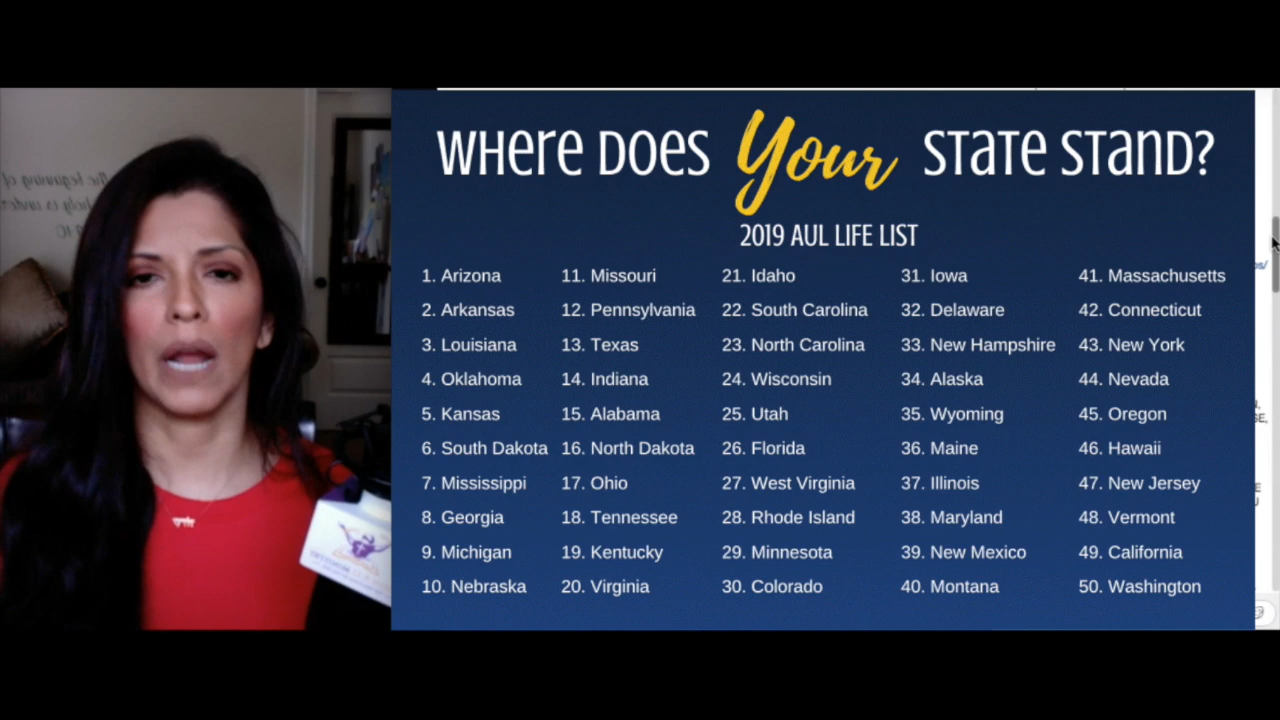 WHere Does Your STaTe STanD?
2019 AUL LIFE LIST
1. Arizona
2. Arkansas
3. Louisiana
4. Oklahoma
5. Kansas
6. South Dakota
7. Mississippi
8. Georgia
9. Michigan
10. Nebraska
11. Missouri
12. Pennsylvania
13. Texas
14. Indiana
15. Alabama
16. North Dakota
17. Ohio
18. Tennessee
19. Kentucky
20. Virginia
21. Idaho
22. South Carolina
23. North Carolina
24. Wisconsin
25. Utah
26. Florida
27. West Virginia
28. Rhode Island
29. Minnesota
30. Colorado
31. Iowa
32. Delaware
33. New Hampshire
34. Alaska
35. Wyoming
36. Maine
37. Illinois
38. Maryland
39. New Mexico
40. Montana
41. Massachusetts
42. Connecticut
43. New York
44. Nevada
45. Oregon
46. Hawaii
47. New Jersey
48. Vermont
49. California
50. Washington
The beginning of